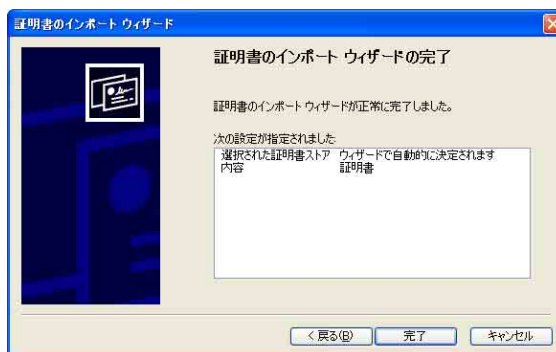 証明書のインポート ウィザード
証明書のインポート ウィザードの完了
証明書のインポート ウィザードが正常に完了しました。
次の設定が指定されました
選択された証明書ストア ウィザードで自動的に決定されます
内容 証明書
< 戻る(B) 完了 キャンセル